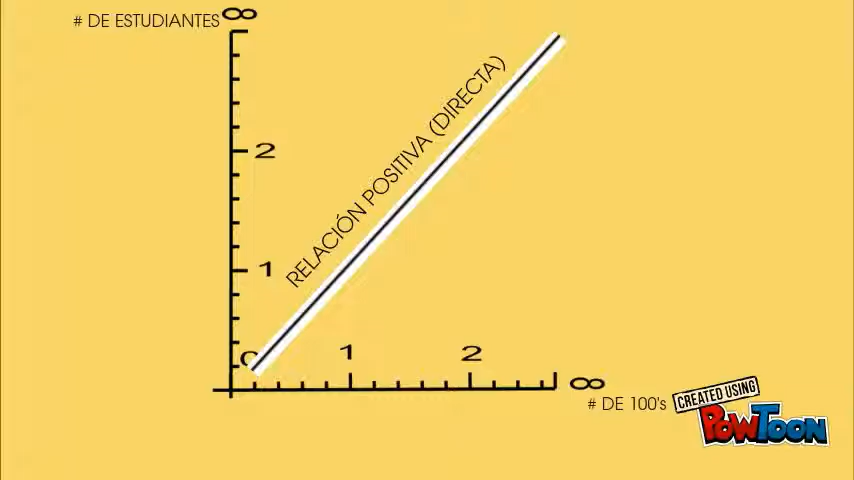 # DE ESTUDIANTES
∞
RELACIÓN POSITIVA (DIRECTA)
2
1
0
1
2
∞
# DE 100's
CREATED USING
POWTOON